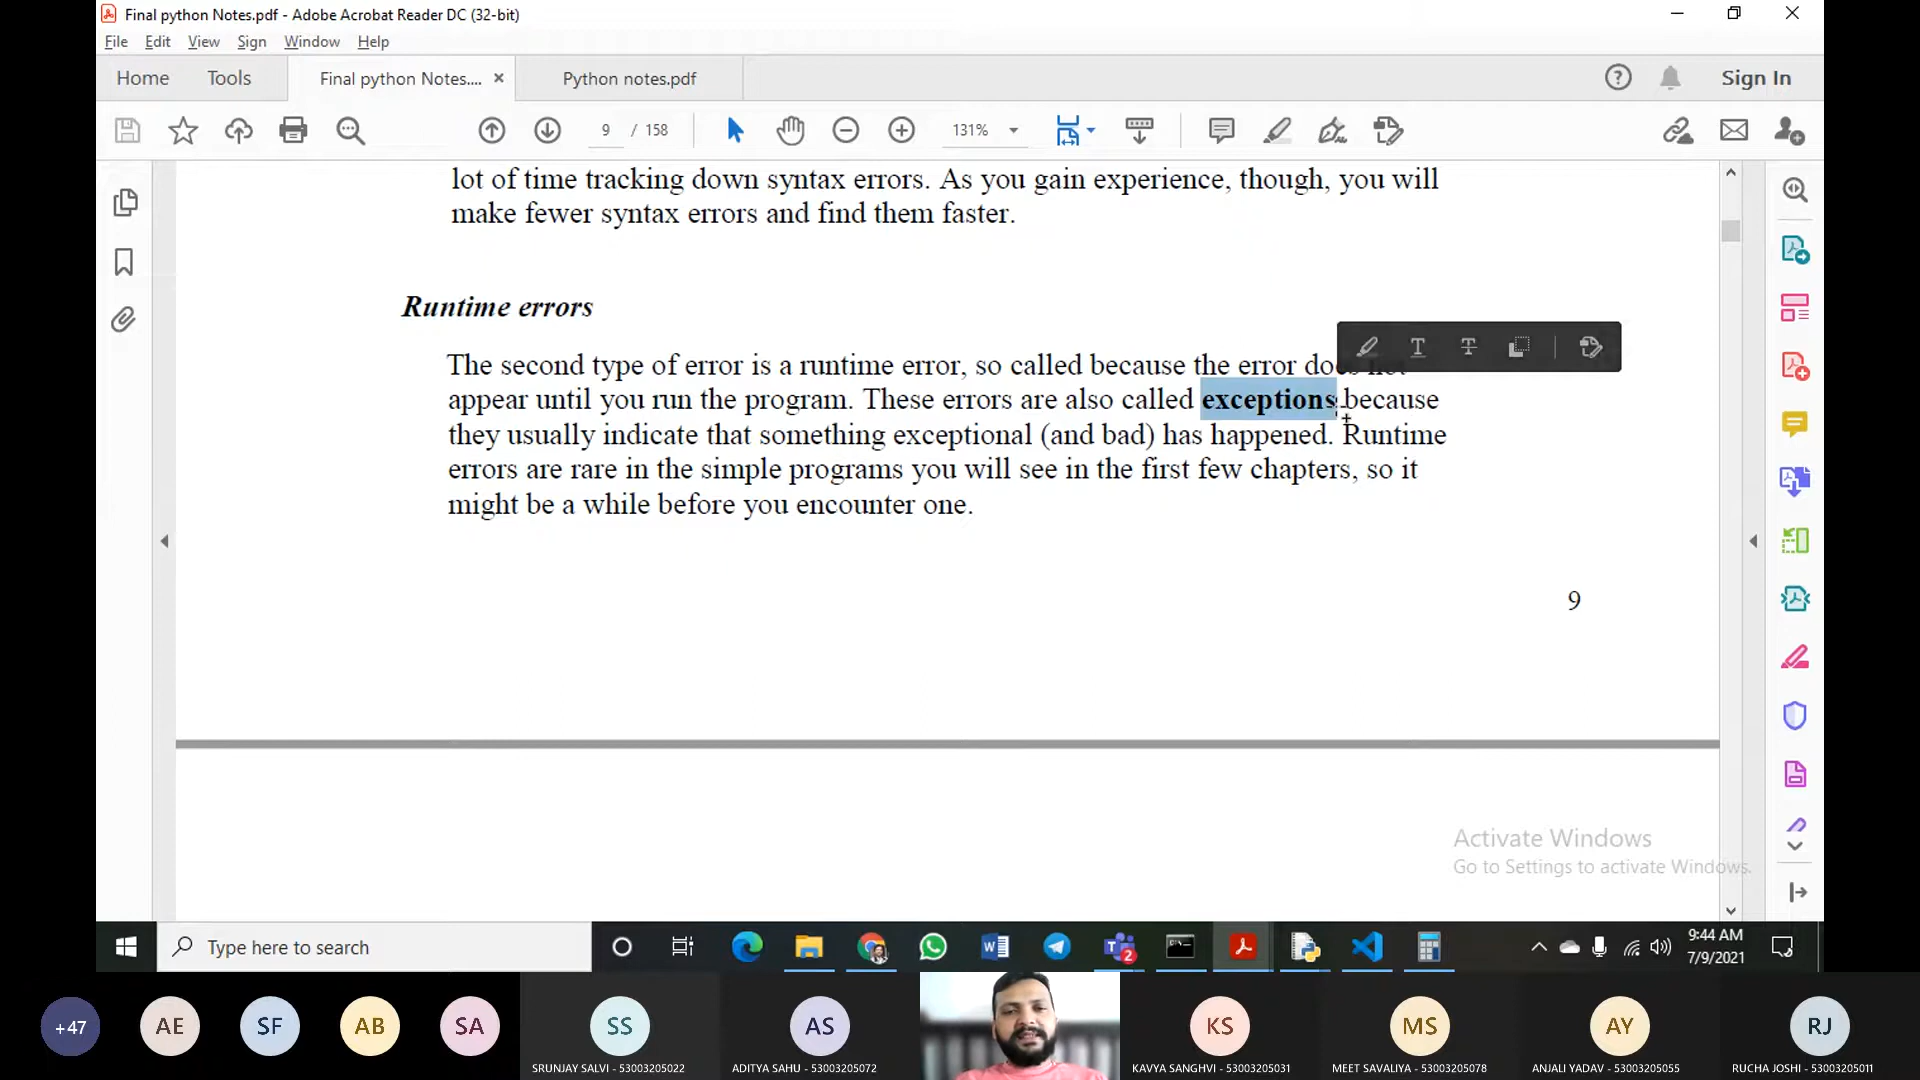 Final python Notes.pdf - Adobe Acrobat Reader DC (32-bit)
File Edit View Sign Window Help
Home Tools Final python Notes.... × Python notes.pdf Sign In
9 / 158 131%
lot of time tracking down syntax errors. As you gain experience, though, you will
make fewer syntax errors and find them faster.
Runtime errors
The second type of error is a runtime error, so called because the error does not
appear until you run the program. These errors are also called exceptions because
they usually indicate that something exceptional (and bad) has happened. Runtime
errors are rare in the simple programs you will see in the first few chapters, so it
might be a while before you encounter one.
9
Activate Windows
Go to Settings to activate Windows.
Type here to search
2
9:44 AM
7/9/2021
+47 AE SF AB SA SS AS KS MS AY RJ
SRUNJAY SALVI - 53003205022 ADITYA SAHU - 53003205072 KAVYA SANGHVI - 53003205031 MEET SAVALIYA - 53003205078 ANJALI YADAV - 53003205055 RUCHA JOSHI - 53003205011